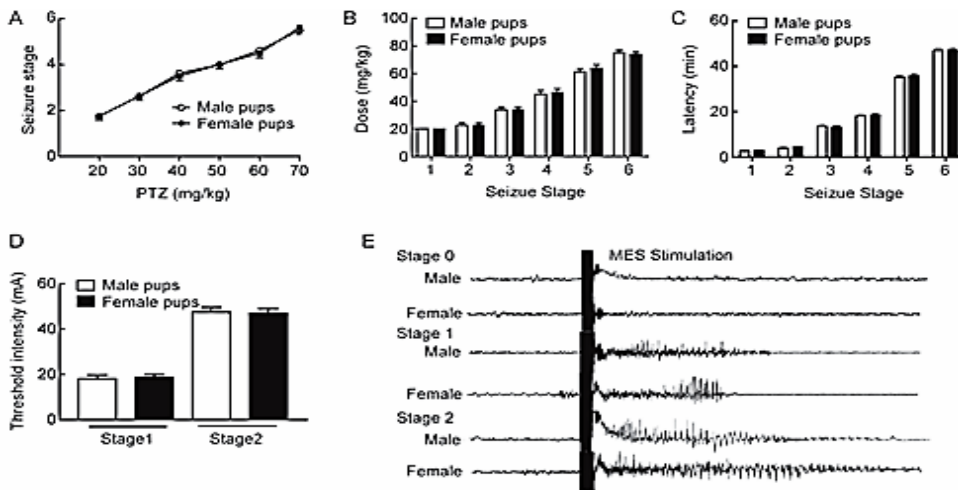 A
Seizure stage
6
4
2
0
Male pups
Female pups
20 30 40 50 60 70
PTZ (mg/kg)
B
Dose (mg/kg)
100
80
60
40
20
0
Male pups
Female pups
1 2 3 4 5 6
Seizue Stage
C
Latency (min)
60
40
20
0
Male pups
Female pups
1 2 3 4 5 6
Seizue Stage
D
Threshold intensity (mA)
60
40
20
0
Male pups
Female pups
Stage1 Stage2
E
Stage 0 MES Stimulation
Male
Female
Stage 1
Male
Female
Stage 2
Male
Female